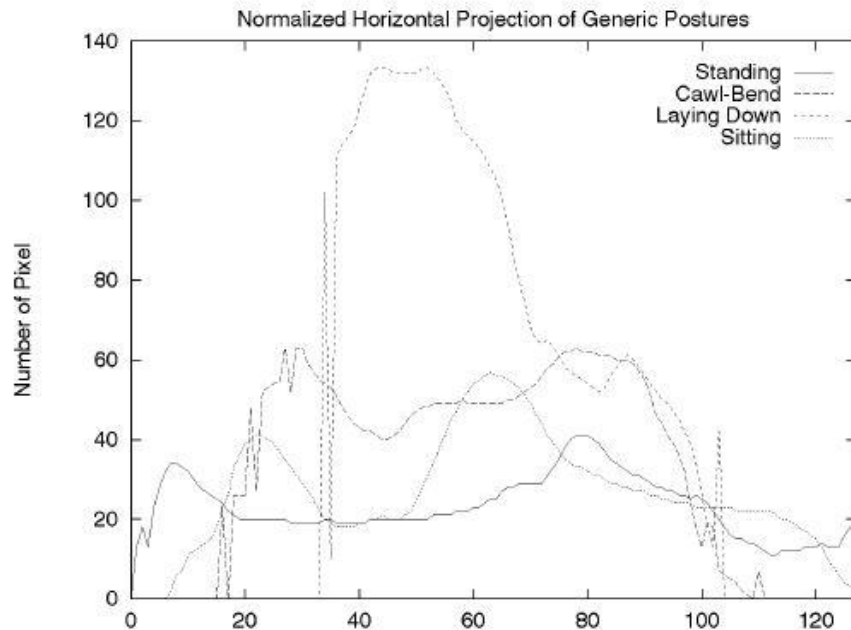 Normalized Horizontal Projection of Generic Postures
140
120
100
80
60
40
20
0
Number of Pixel
Standing
Cawl-Bend
Laying Down
Sitting
0 20 40 60 80 100 120